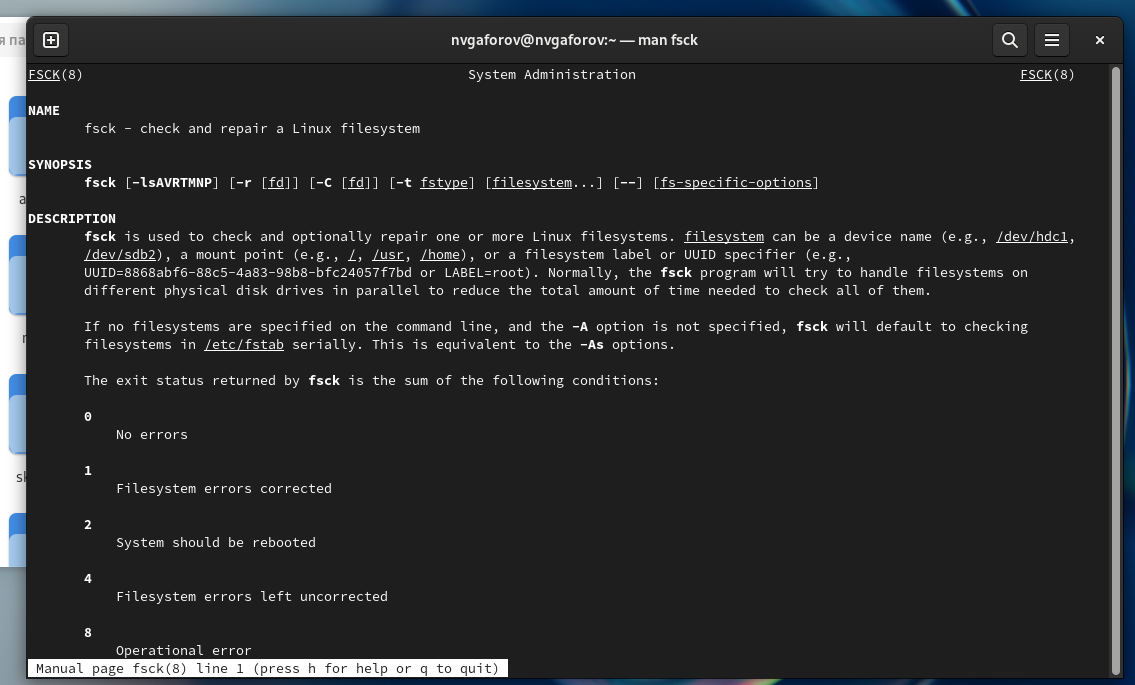 я па
nvgaforov@nvgaforov:~ — man fsck
FSCK(8) System Administration FSCK(8)
NAME
fsck - check and repair a Linux filesystem
SYNOPSIS
fsck [-lsAVRTMNP] [-r [fd]] [-C [fd]] [-t fstype] [filesystem...] [--] [fs-specific-options]
DESCRIPTION
fsck is used to check and optionally repair one or more Linux filesystems. filesystem can be a device name (e.g., /dev/hdc1,
/dev/sdb2), a mount point (e.g., /, /usr, /home), or a filesystem label or UUID specifier (e.g.,
UUID=8868abf6-88c5-4a83-98b8-bfc24057f7bd or LABEL=root). Normally, the fsck program will try to handle filesystems on
different physical disk drives in parallel to reduce the total amount of time needed to check all of them.
If no filesystems are specified on the command line, and the -A option is not specified, fsck will default to checking
filesystems in /etc/fstab serially. This is equivalent to the -As options.
The exit status returned by fsck is the sum of the following conditions:
0
No errors
1
Filesystem errors corrected
2
System should be rebooted
4
Filesystem errors left uncorrected
8
Operational error
Manual page fsck(8) line 1 (press h for help or q to quit)